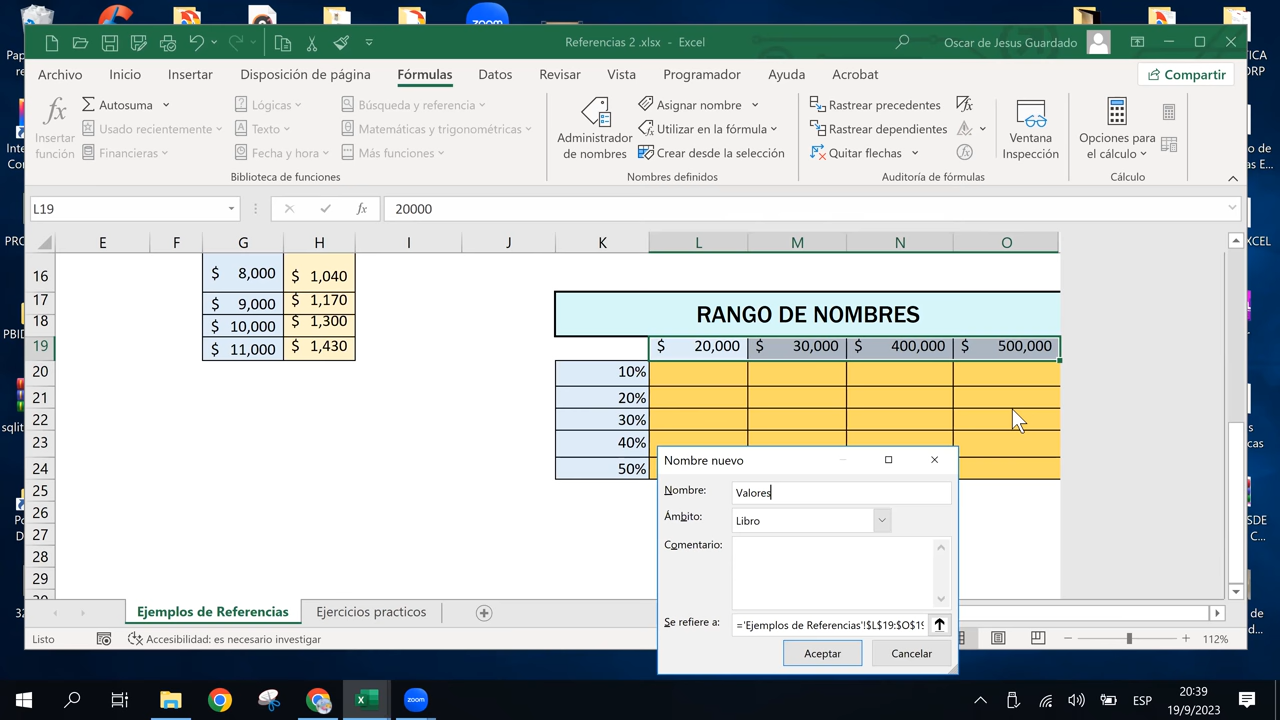 zoom
Referencias 2 .xlsx - Excel
Oscar de Jesus Guardado
Archivo Inicio Insertar Disposición de página Fórmulas Datos Revisar Vista Programador Ayuda Acrobat Compartir
Insertar función
Autosuma
Usado recientemente
Financieras
Lógicas
Texto
Fecha y hora
Búsqueda y referencia
Matemáticas y trigonométricas
Más funciones
Biblioteca de funciones
Administrador de nombres
Asignar nombre
Utilizar en la fórmula
Crear desde la selección
Nombres definidos
Rastrear precedentes
Rastrear dependientes
Quitar flechas
Auditoría de fórmulas
Ventana Inspección
Opciones para el cálculo
Cálculo
L19 fx 20000
E F G H I J K L M N O
16 $ 8,000 $ 1,040
17 $ 9,000 $ 1,170
18 $ 10,000 $ 1,300
RANGO DE NOMBRES
19 $ 11,000 $ 1,430 $ 20,000 $ 30,000 $ 400,000 $ 500,000
20 10%
21 20%
22 30%
23 40%
24 50%
25
26
27
28
29
Nombre nuevo
Nombre: Valores
Ámbito: Libro
Comentario:
Se refiere a: ='Ejemplos de Referencias'!$L$19:$O$19
Aceptar Cancelar
Ejemplos de Referencias Ejercicios practicos
Listo Accesibilidad: es necesario investigar 112%
zoom
ESP
20:39
19/9/2023